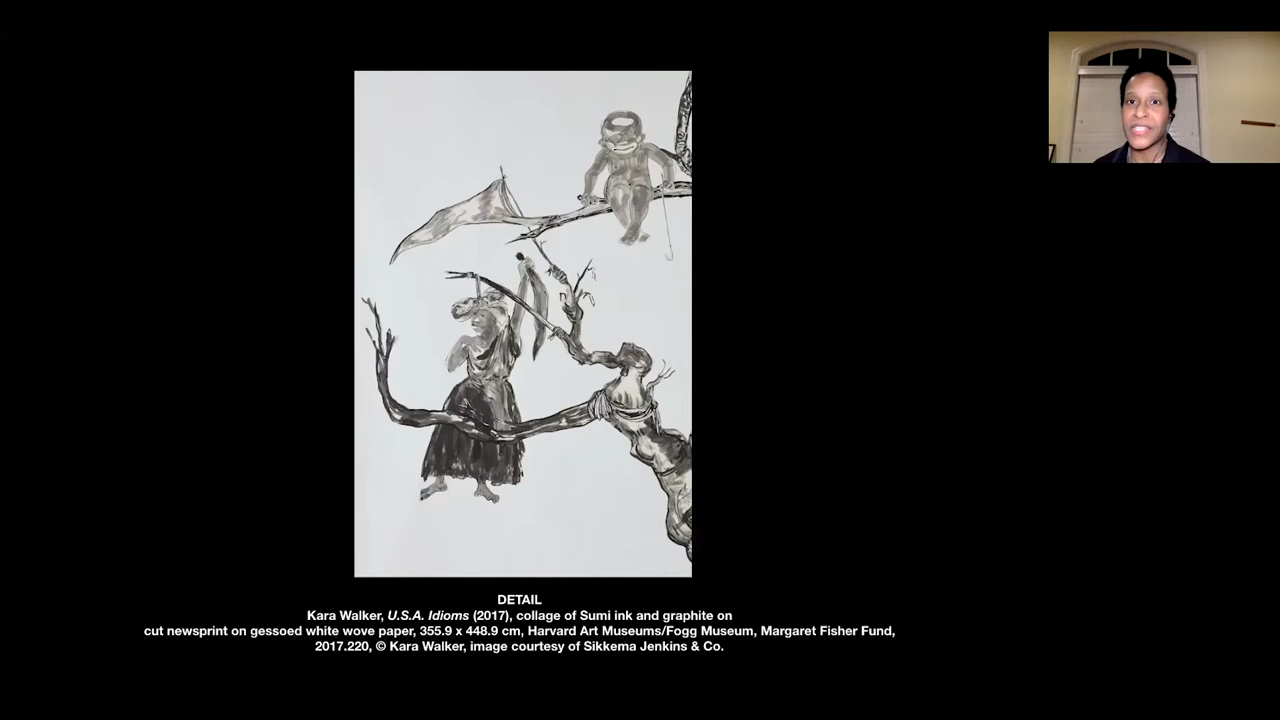 DETAIL
Kara Walker, U.S.A. Idioms (2017), collage of Sumi ink and graphite on
cut newsprint on gessoed white wove paper, 355.9 x 448.9 cm, Harvard Art Museums/Fogg Museum, Margaret Fisher Fund,
2017.220, © Kara Walker, image courtesy of Sikkema Jenkins & Co.